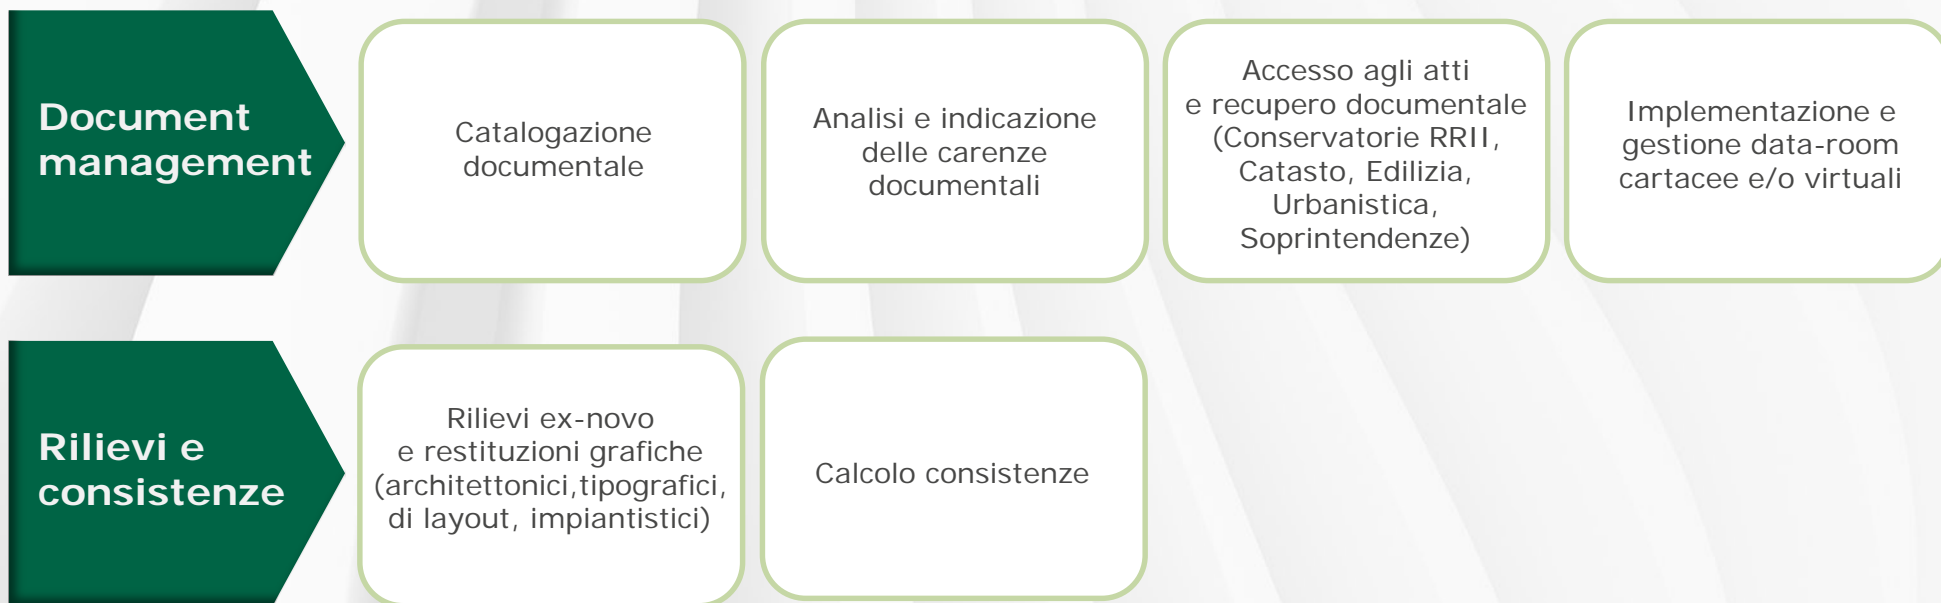 Document
management
Catalogazione
documentale
Analisi e indicazione
delle carenze
documentali
Accesso agli atti
e recupero documentale
(Conservatorie RRII,
Catasto, Edilizia,
Urbanistica,
Soprintendenze)
Implementazione e
gestione data-room
cartacee e/o virtuali
Rilievi e
consistenze
Rilievi ex-novo
e restituzioni grafiche
(architettonici,tipografici,
di layout, impiantistici)
Calcolo consistenze